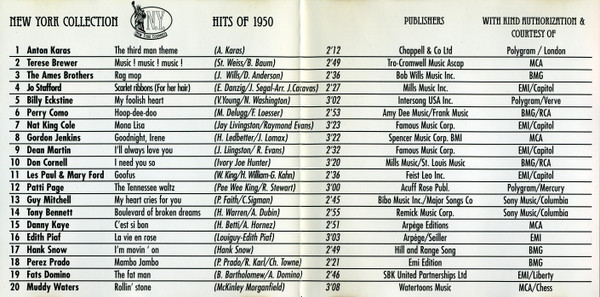 NEW YORK COLLECTION NY HITS OF 1950 PUBLISHERS WITH KIND AUTHORIZATION &
COURTESY OF
1 Anton Karas The third man theme (A. Karas) 2'12 Chappell & Co Ltd Polygram / London
2 Terese Brewer Music ! music ! music ! (St. Weiss/B. Baum) 2'49 Tro-Cromwell Music Ascap MCA
3 The Ames Brothers Rag mop (J. Wills/D. Anderson) 2'36 Bob Wills Music Inc. BMG
4 Jo Stafford Scarlet ribbons (For her hair) (E. Danzig/J. Segal-Arr. J.Cacavas) 2'27 Mills Music Inc. EMI/Capitol
5 Billy Eckstine My foolish heart (V.Young/N. Washington) 3'02 Intersong USA Inc. Polygram/Verve
6 Perry Como Hoop-dee-doo (M. Delugg/F. Loesser) 2'53 Amy Dee Music/Frank Music BMG/RCA
7 Nat King Cole Mona Lisa (Jay Livingston/Raymond Evans) 3'23 Famous Music Corp. EMI/Capitol
8 Gordon Jenkins Goodnight, Irene (H. Ledbetter/J. Lomax) 3'22 Spencer Music Corp. BMI MCA
9 Dean Martin I'll always love you (J. Liingston/ R. Evans) 2'32 Famous Music Corp. EMI/Capitol
10 Don Cornell I need you so (Ivory Joe Hunter) 3'20 Mills Music/St. Louis Music BMG/RCA
11 Les Paul & Mary Ford Goofus (W. King/H. William-G. Kahn) 2'36 Feist Leo Inc. EMI/Capitol
12 Patti Page The Tennessee waltz (Pee Wee King/R. Stewart) 3'00 Acuff Rose Publ. Polygram/Mercury
13 Guy Mitchell My heart cries for you (P. Faith/C.Sigman) 2'45 Bibo Music Inc./Major Songs Co Sony Music/Columbia
14 Tony Bennett Boulevard of broken dreams (H. Warren/A. Dubin) 2'55 Remick Music Corp. Sony Music/Columbia
15 Danny Kaye C'est si bon (H. Betti/A. Hornez) 2'51 Arpège Editions MCA
16 Edith Piaf La vie en rose (Louiguy-Edith Piaf) 3'03 Arpège/Seiller EMI
17 Hank Snow I'm movin' on (Hank Snow) 2'49 Hill and Range Song BMG
18 Perez Prado Mambo Jambo (P. Prado/R. Karl/Ch. Towne) 2'21 Emi Edition BMG
19 Fats Domino The fat man (B. Bartholomew/A. Domino) 2'46 SBK United Partnerships Ltd EMI/Liberty
20 Muddy Waters Rollin' stone (McKinley Morganfield) 3'08 Watertoons Music MCA/Chess